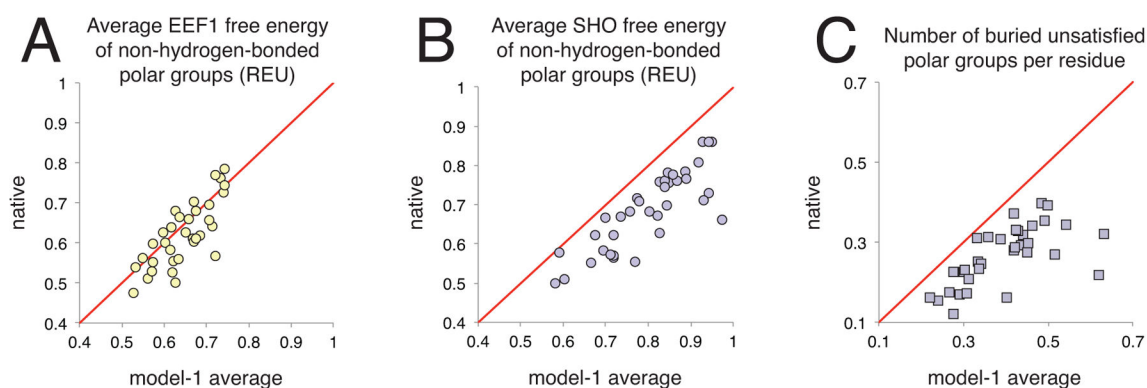 A
Average EEF1 free energy
of non-hydrogen-bonded
polar groups (REU)
1
0.9
0.8
0.7
0.6
0.5
0.4
native
0.4 0.5 0.6 0.7 0.8 0.9 1
model-1 average
B
Average SHO free energy
of non-hydrogen-bonded
polar groups (REU)
1
0.9
0.8
0.7
0.6
0.5
0.4
native
0.4 0.5 0.6 0.7 0.8 0.9 1
model-1 average
C
Number of buried unsatisfied
polar groups per residue
0.7
0.5
0.3
0.1
native
0.1 0.3 0.5 0.7
model-1 average